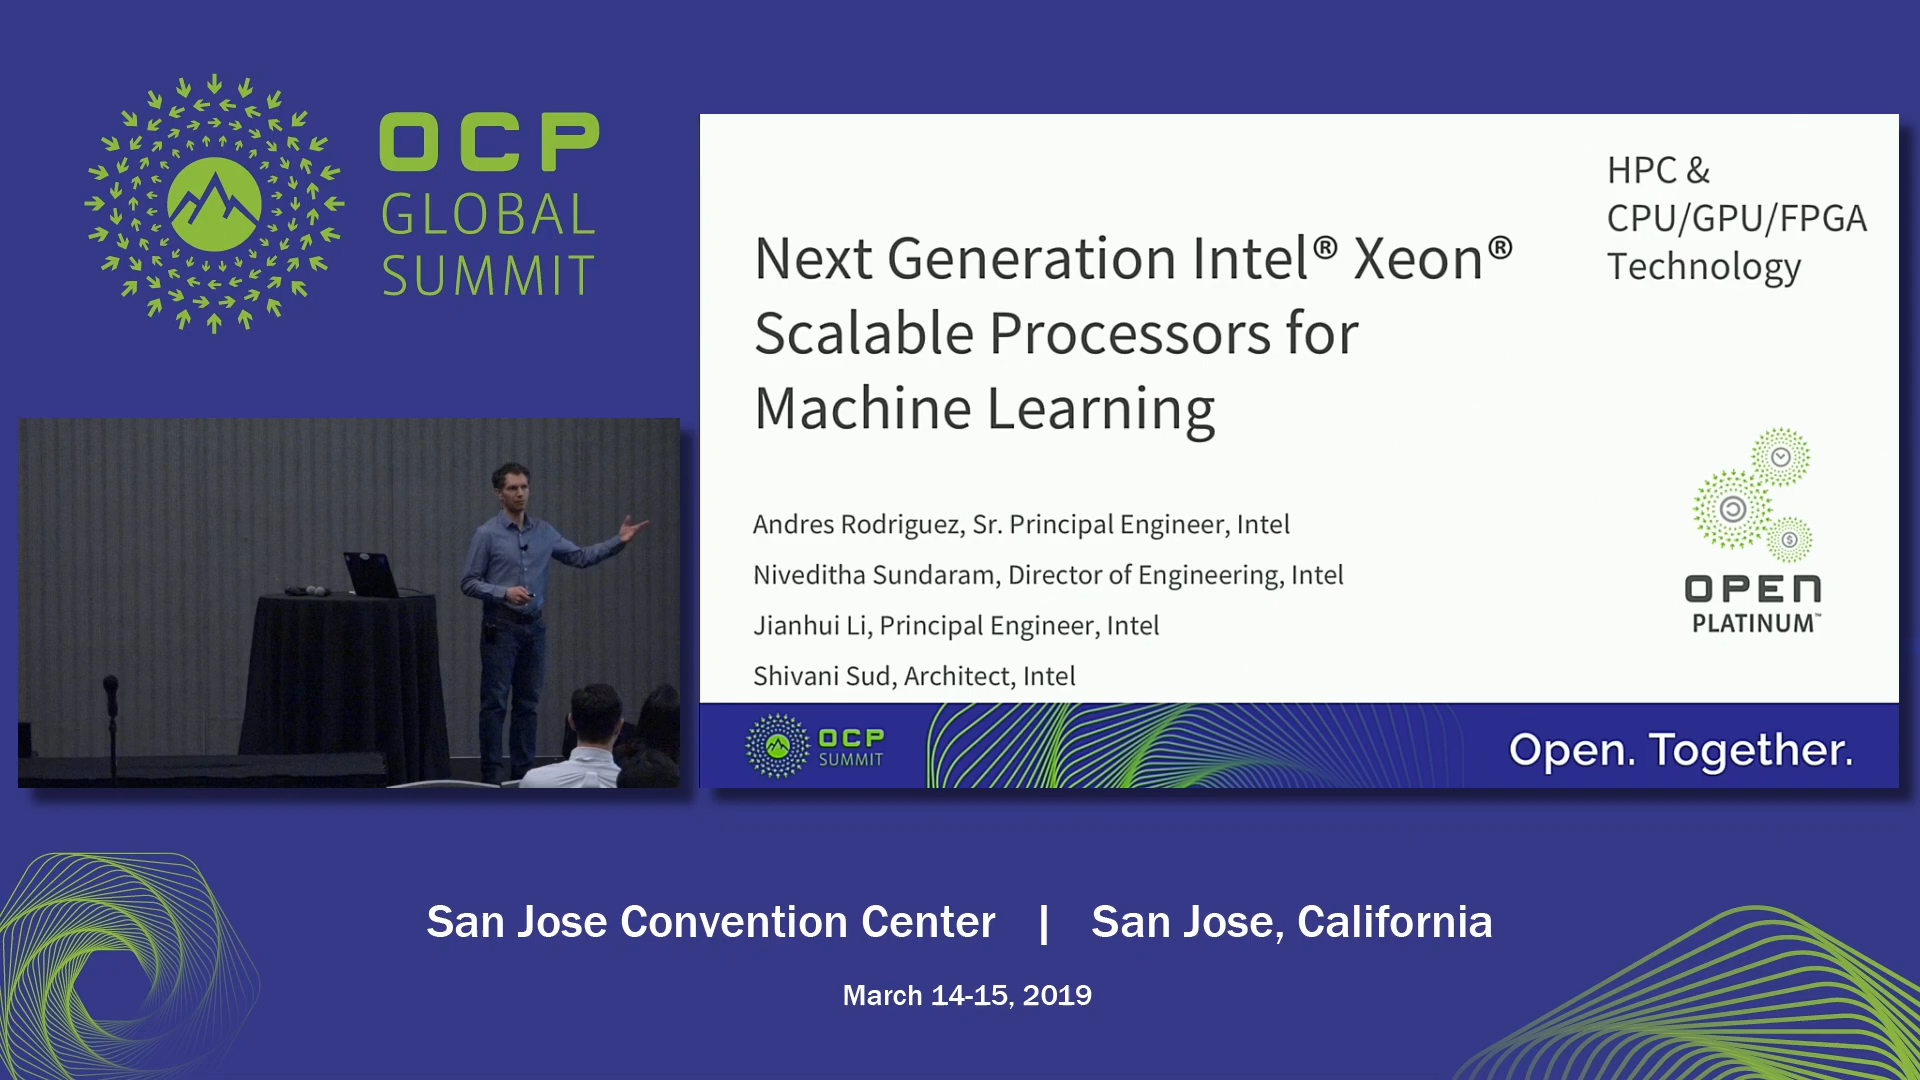 OCP
GLOBAL
SUMMIT
HPC &
CPU/GPU/FPGA
Technology
Next Generation Intel® Xeon®
Scalable Processors for
Machine Learning
Andres Rodriguez, Sr. Principal Engineer, Intel
Niveditha Sundaram, Director of Engineering, Intel
Jianhui Li, Principal Engineer, Intel
Shivani Sud, Architect, Intel
OPEN
PLATINUM™
OCP
SUMMIT
Open. Together.
San Jose Convention Center | San Jose, California
March 14-15, 2019